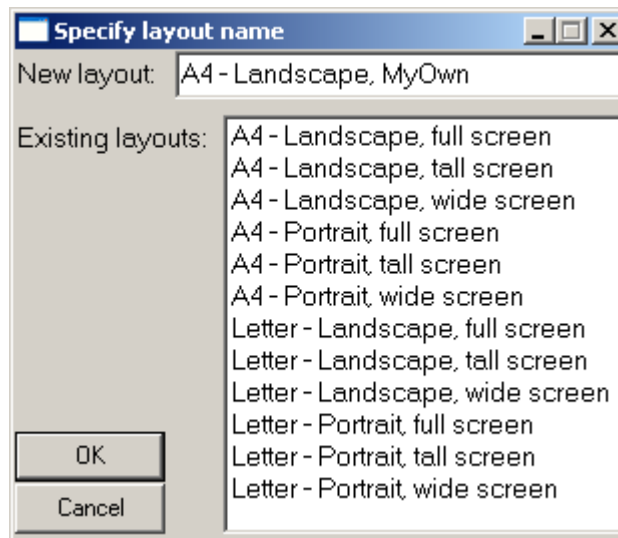 Specify layout name
New layout: A4 - Landscape, MyOwn
Existing layouts:
A4 - Landscape, full screen
A4 - Landscape, tall screen
A4 - Landscape, wide screen
A4 - Portrait, full screen
A4 - Portrait, tall screen
A4 - Portrait, wide screen
Letter - Landscape, full screen
Letter - Landscape, tall screen
Letter - Landscape, wide screen
Letter - Portrait, full screen
Letter - Portrait, tall screen
Letter - Portrait, wide screen
OK
Cancel